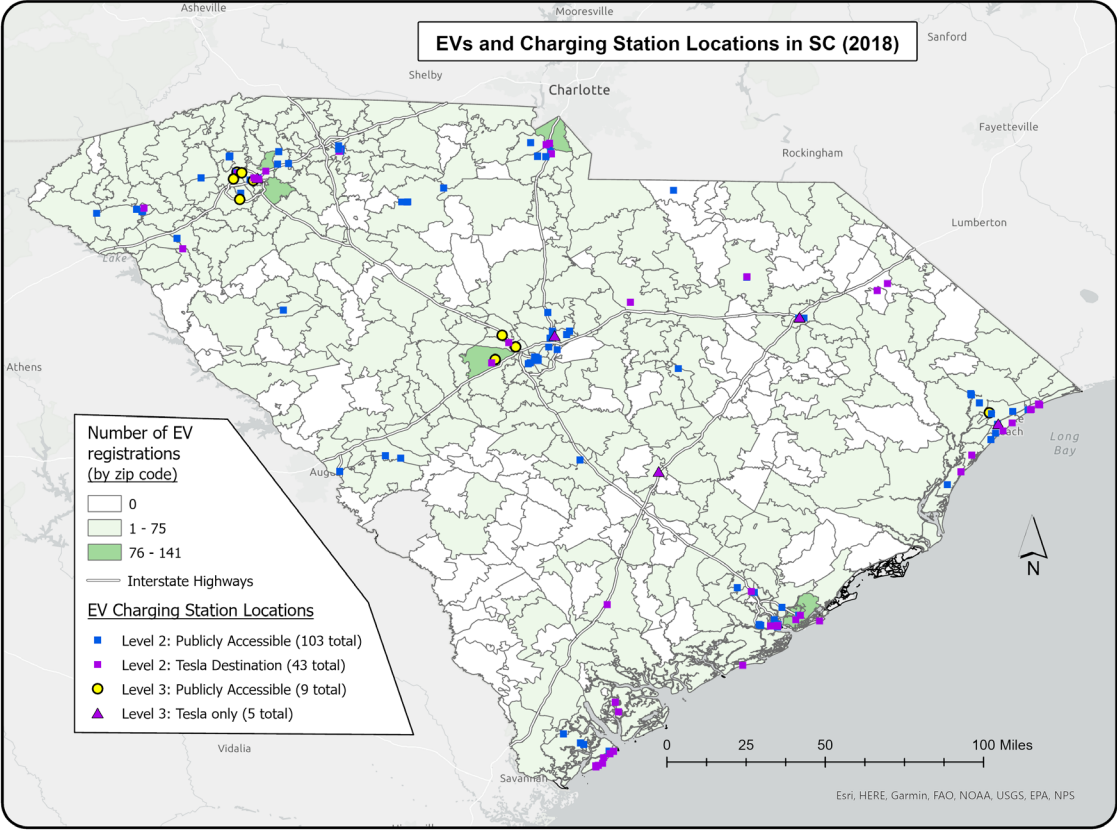 Asheville
Mooresville
EVs and Charging Station Locations in SC (2018)
Sanford
Shelby
Charlotte
Fayetteville
Rockingham
Lumberton
Lake
Athens
Long
Bay
Number of EV
registrations
(by zip code)
0
1 - 75
76 - 141
Interstate Highways
EV Charging Station Locations
Level 2: Publicly Accessible (103 total)
Level 2: Tesla Destination (43 total)
Level 3: Publicly Accessible (9 total)
Level 3: Tesla only (5 total)
N
Vidalia
Savannah
0 25 50 100 Miles
Esri, HERE, Garmin, FAO, NOAA, USGS, EPA, NPS